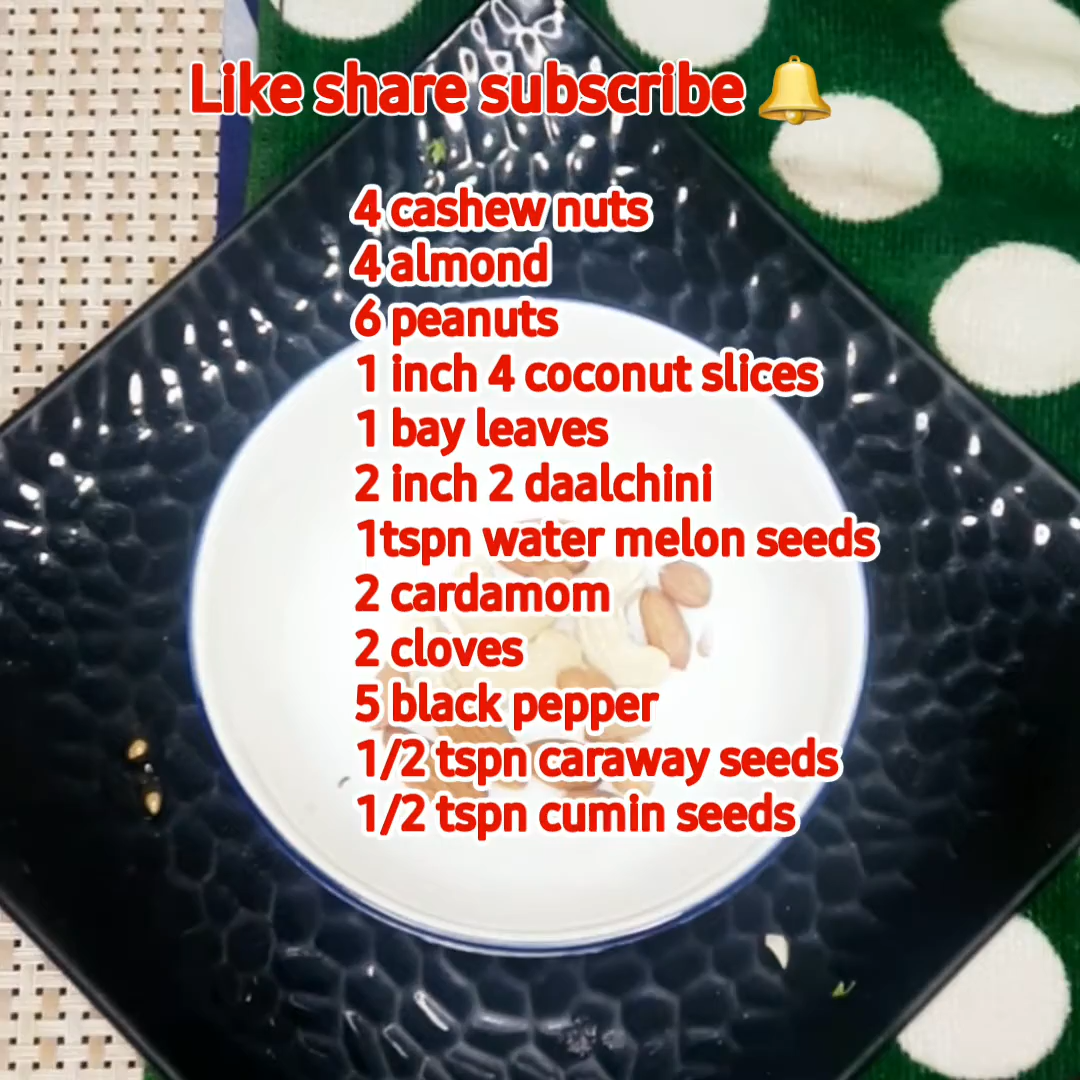 Like share subscribe 🔔
4 cashew nuts
4 almond
6 peanuts
1 inch 4 coconut slices
1 bay leaves
2 inch 2 daalchini
1tspn water melon seeds
2 cardamom
2 cloves
5 black pepper
1/2 tspn caraway seeds
1/2 tspn cumin seeds